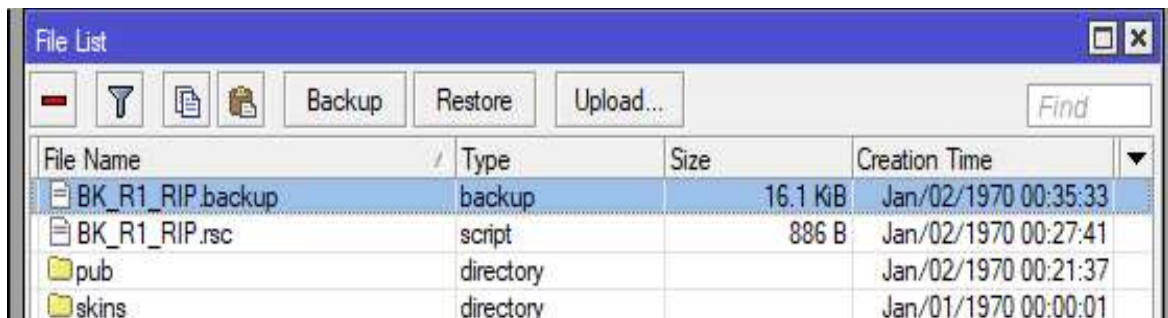 File List
Backup Restore Upload... Find
File Name Type Size Creation Time
BK_R1_RIP.backup backup 16.1 KiB Jan/02/1970 00:35:33
BK_R1_RIP.rsc script 886 B Jan/02/1970 00:27:41
pub directory Jan/02/1970 00:21:37
skins directory Jan/01/1970 00:00:01